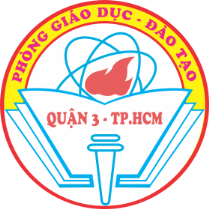 PHÒNG GIÁO DỤC - ĐÀO TẠO
QUẬN 3 - TP.HCM